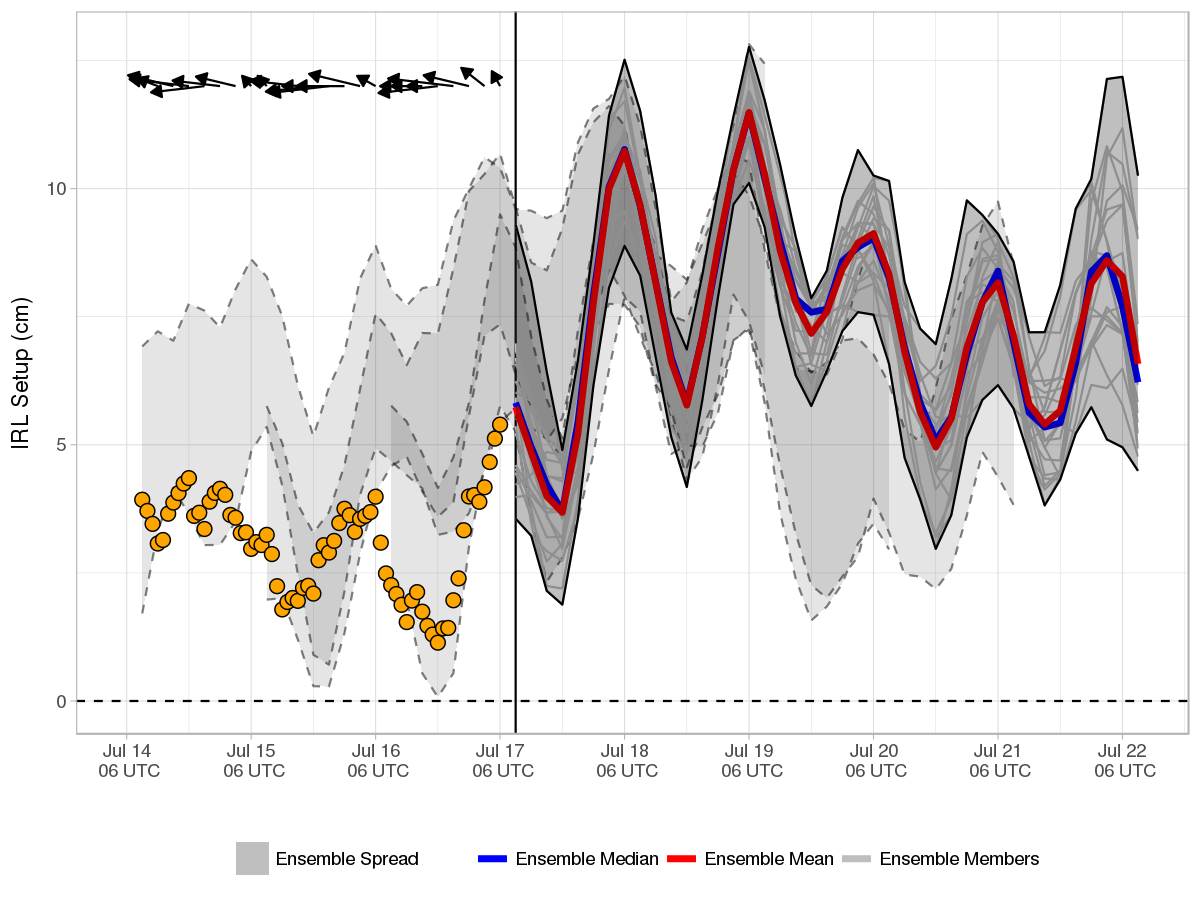 IRL Setup (cm)
10
5
0
Jul 14 Jul 15 Jul 16 Jul 17 Jul 18 Jul 19 Jul 20 Jul 21 Jul 22
06 UTC 06 UTC 06 UTC 06 UTC 06 UTC 06 UTC 06 UTC 06 UTC 06 UTC
Ensemble Spread Ensemble Median Ensemble Mean Ensemble Members